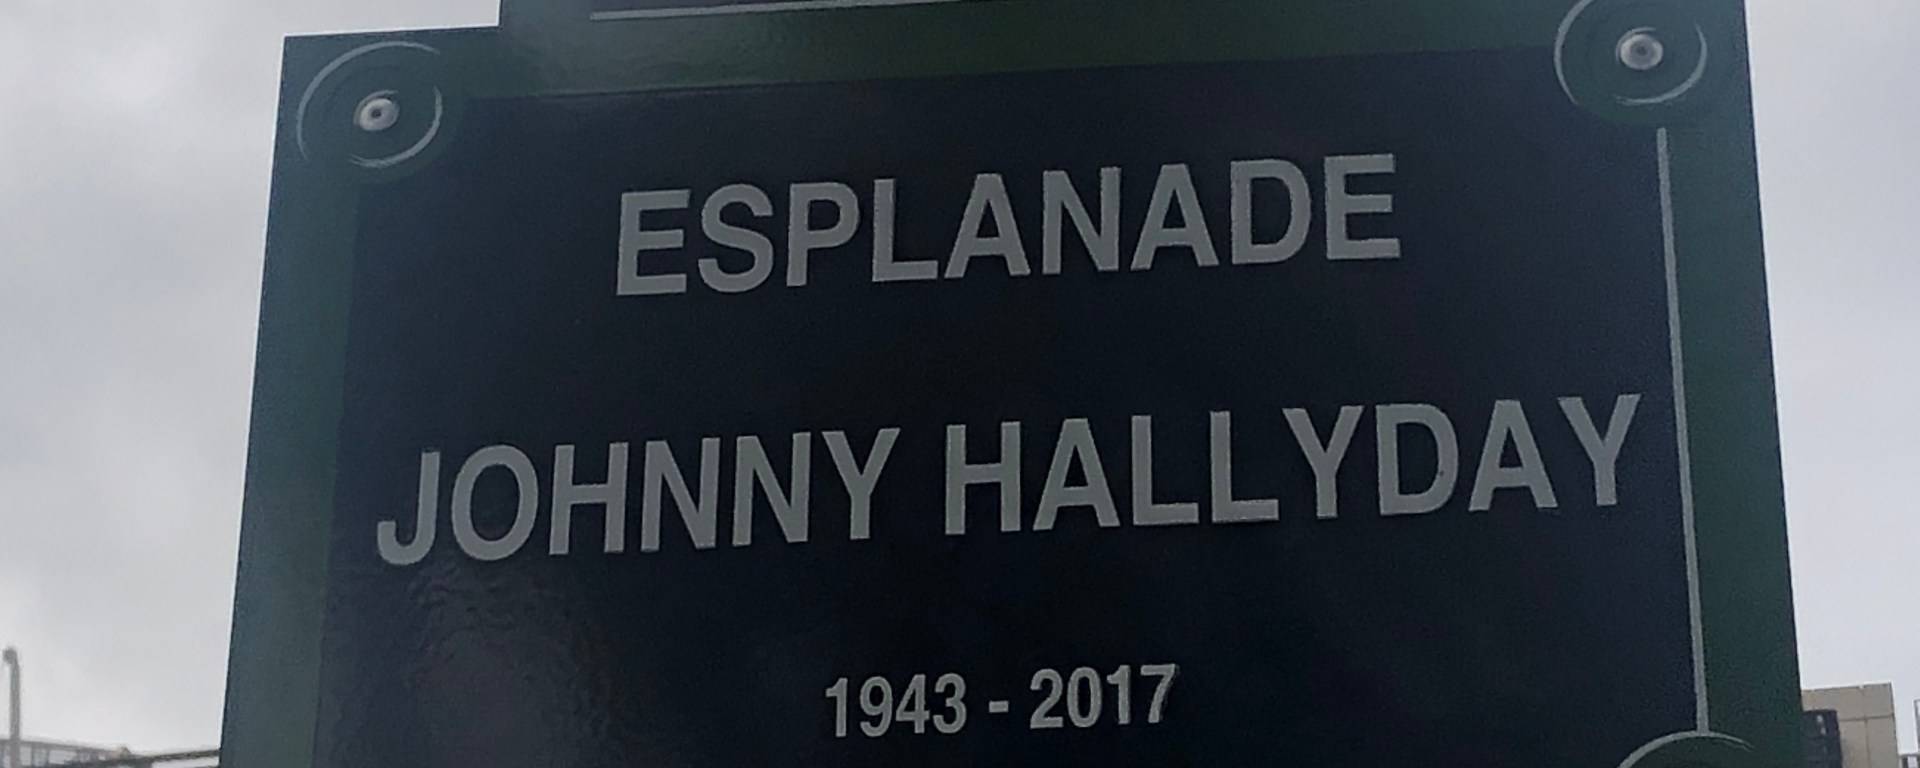 ESPLANADE
JOHNNY HALLYDAY
1943 - 2017